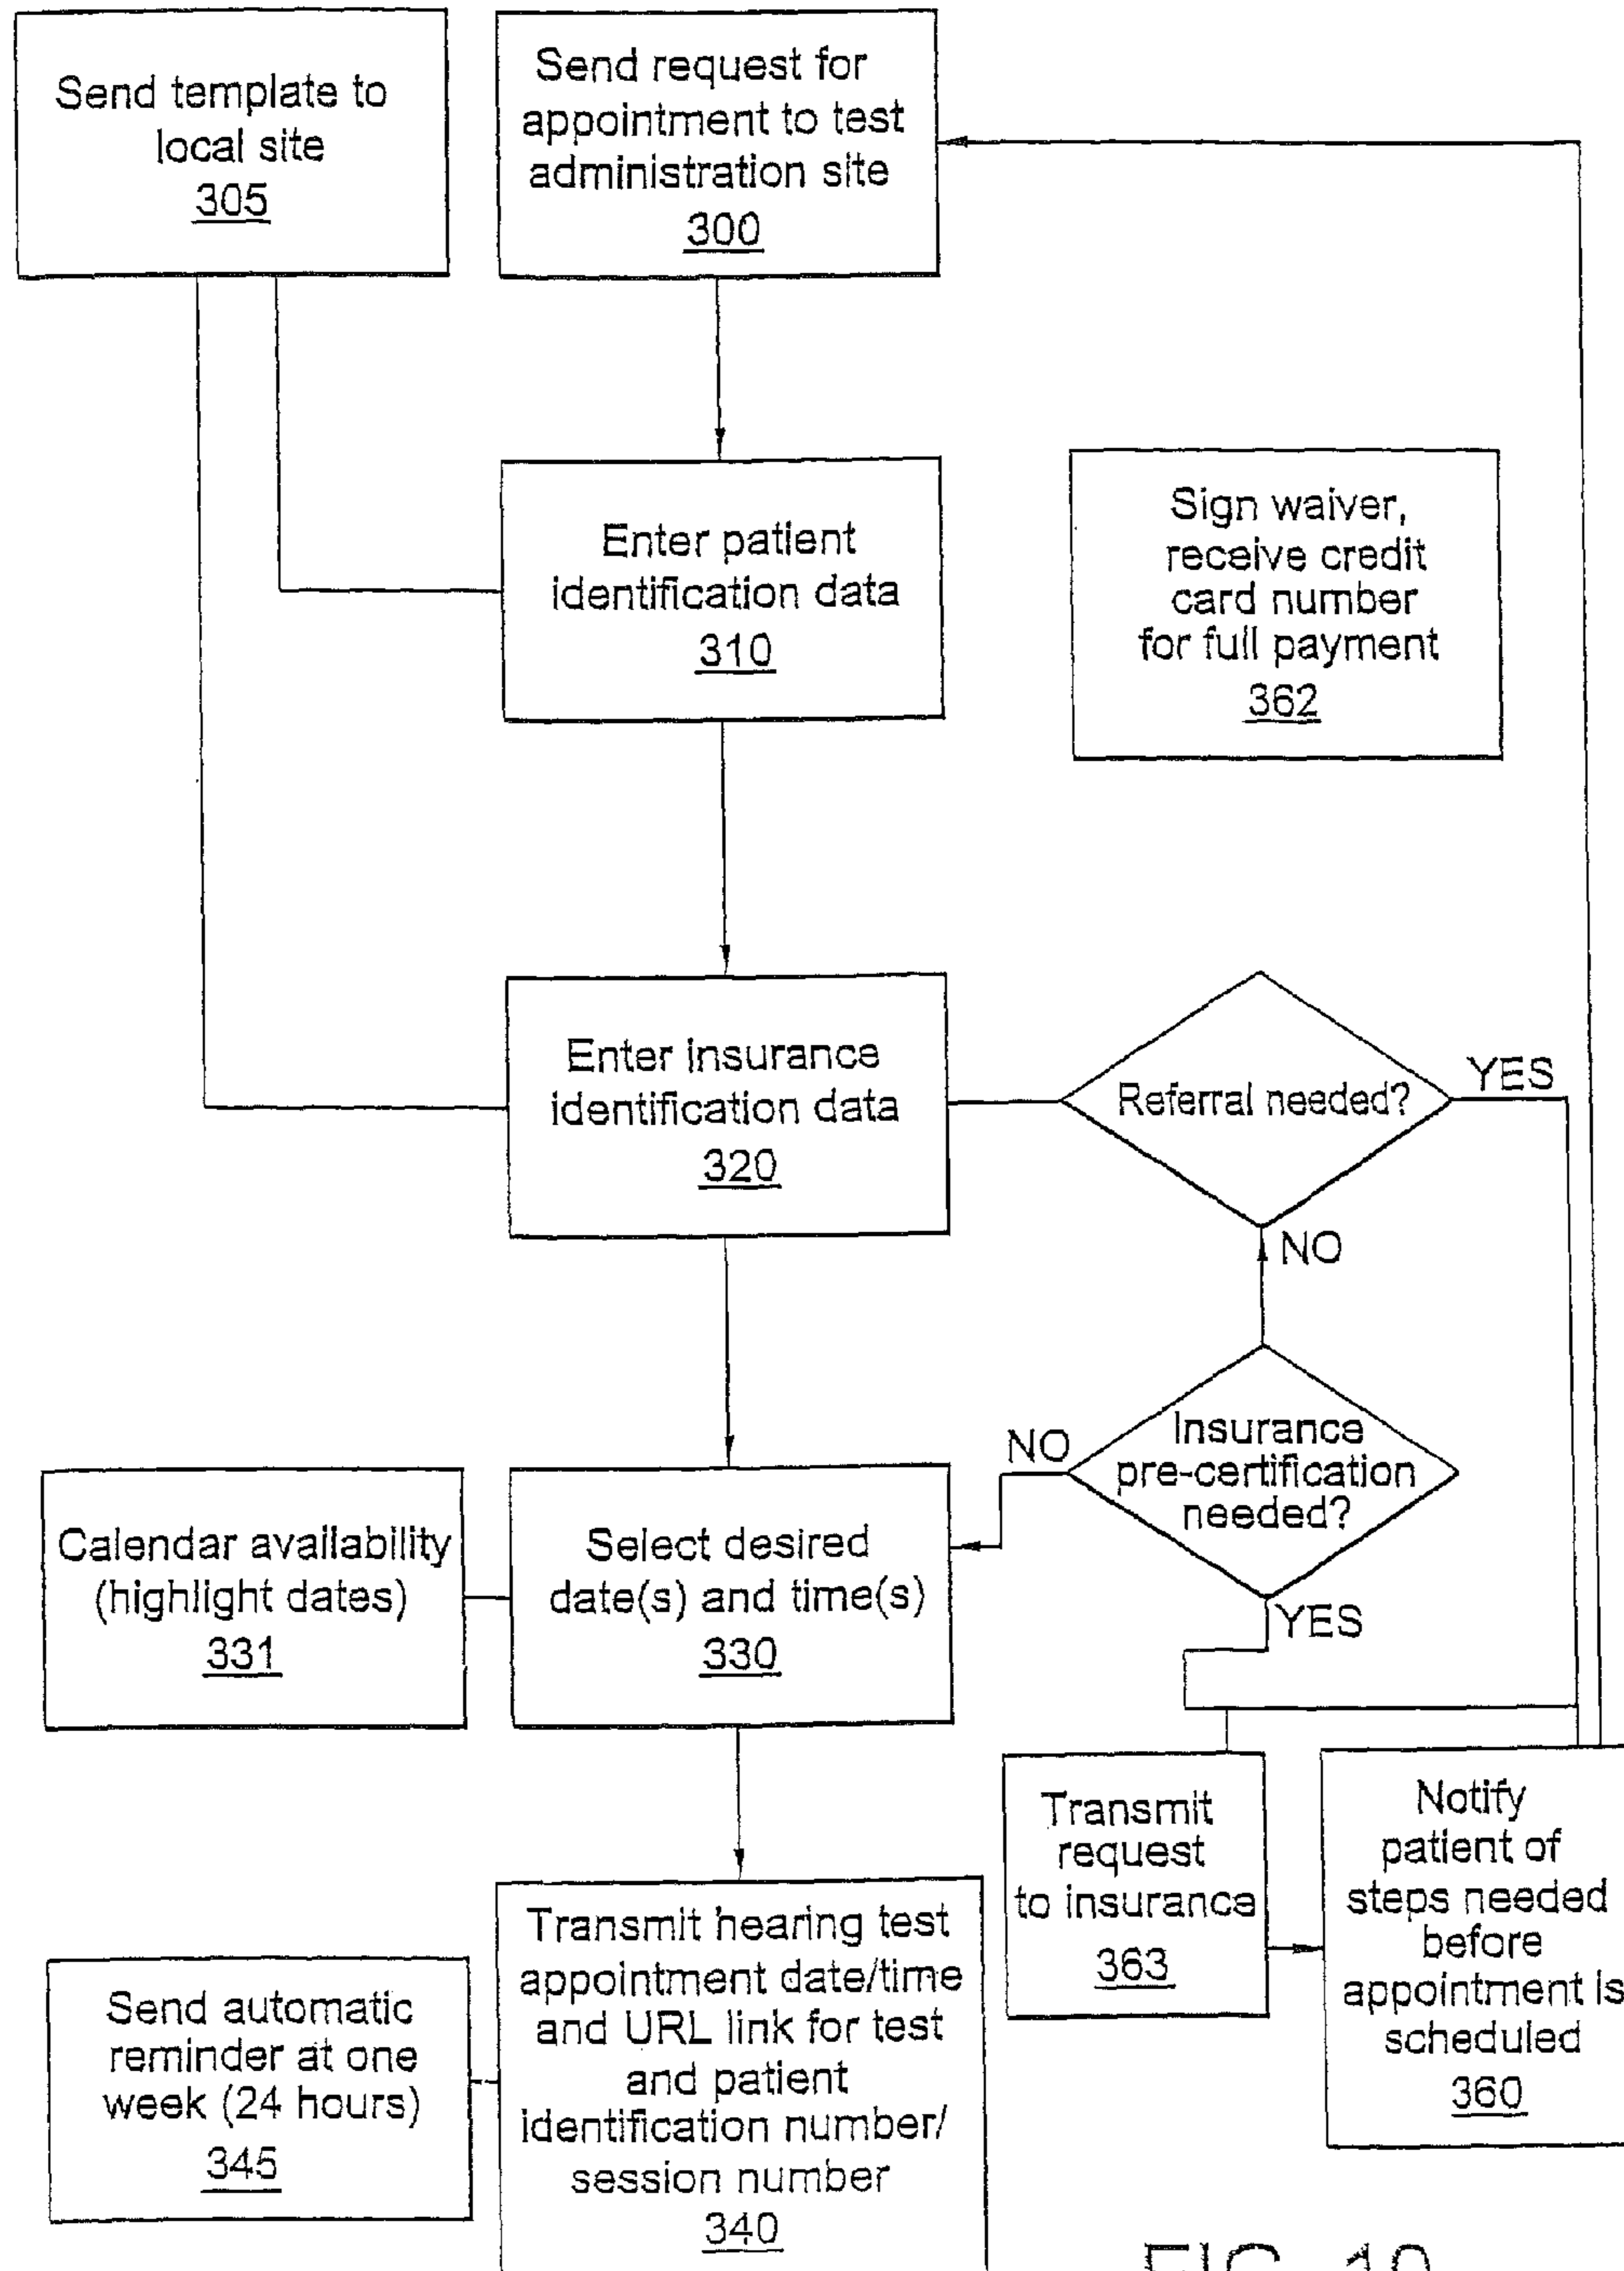 Send template to
local site
305
Send request for
appointment to test
administration site
300
Enter patient
identification data
310
Sign waiver,
receive credit
card number
for full payment
362
Enter insurance
identification data
320
Referral needed?
YES
NO
Insurance
pre-certification
needed?
NO
YES
Calendar availability
(highlight dates)
331
Select desired
date(s) and time(s)
330
Transmit
request
to insurance
363
Notify
patient of
steps needed
before
appointment is
scheduled
360
Send automatic
reminder at one
week (24 hours)
345
Transmit hearing test
appointment date/time
and URL link for test
and patient
identification number/
session number
340